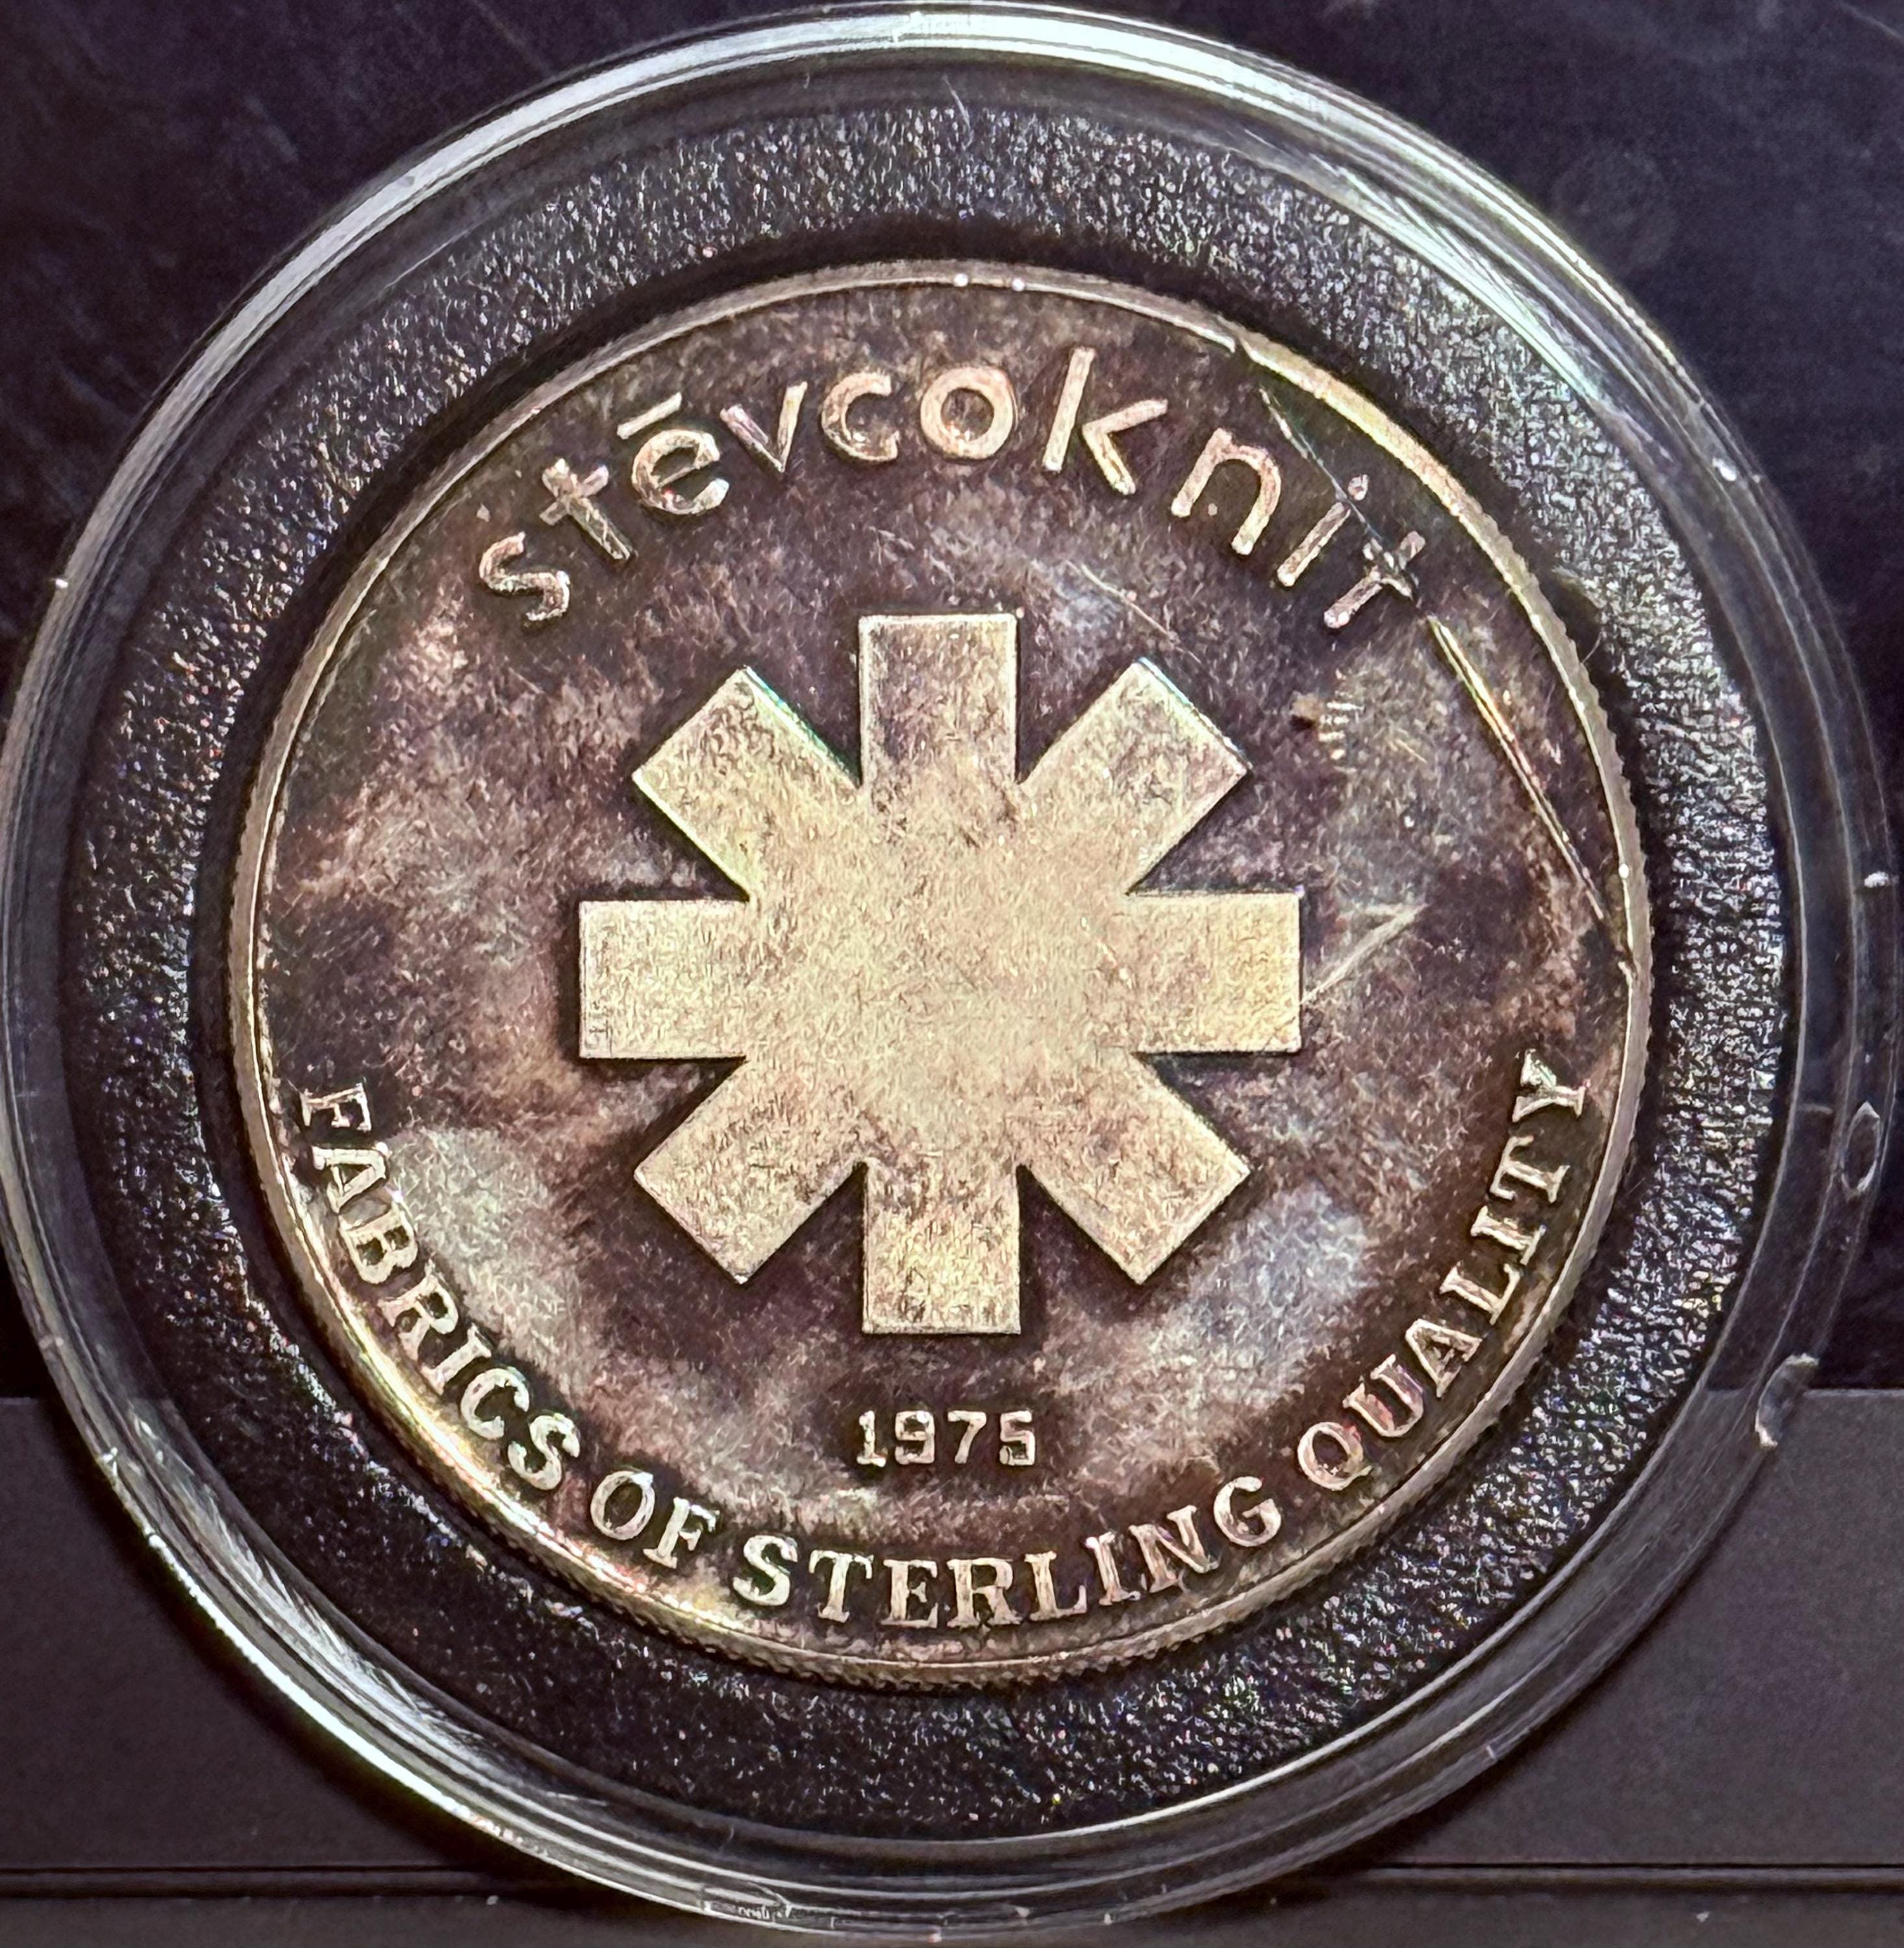 stēvcoknit
1975
FABRICS OF STERLING QUALITY